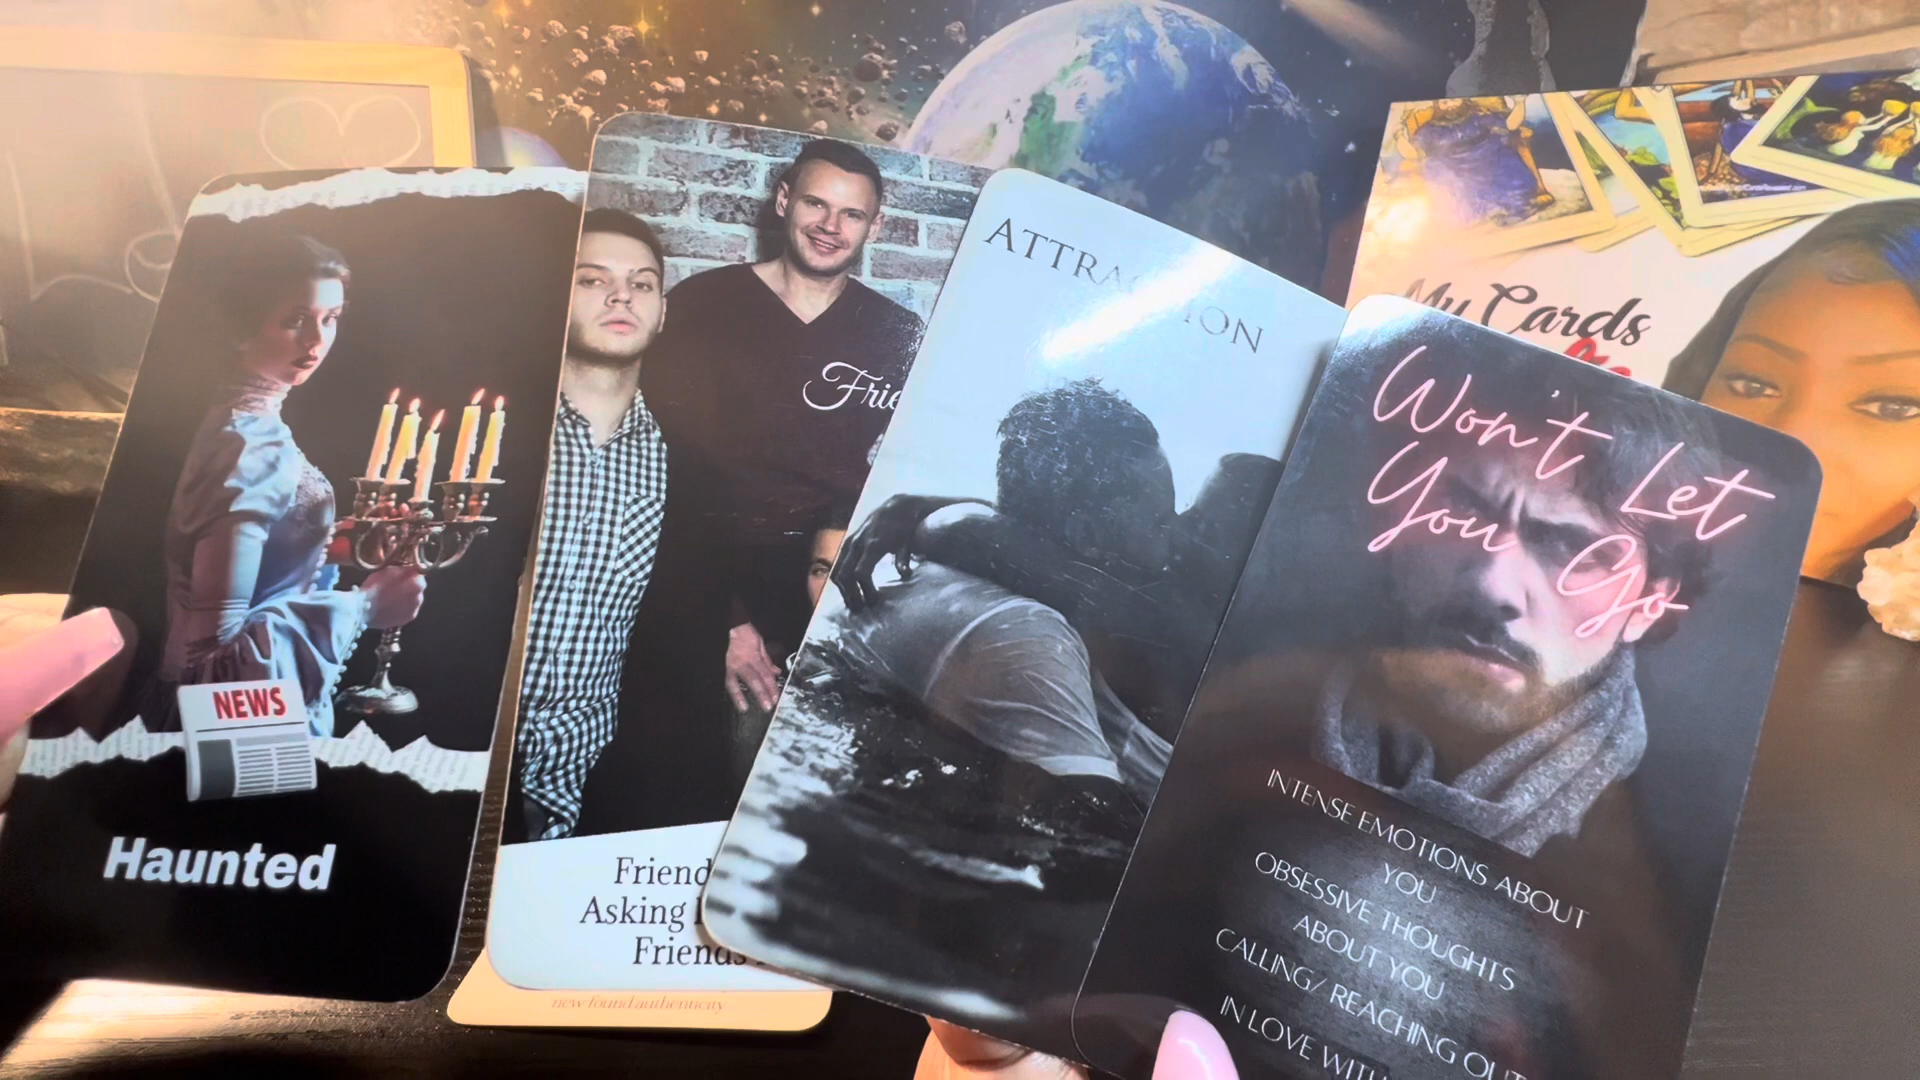 NEWS
Haunted
Friend
Asking
Friends
new found authenticity
ATTRACTION
Won't Let
You Go
INTENSE EMOTIONS ABOUT
YOU
OBSESSIVE THOUGHTS
ABOUT YOU
CALLING/ REACHING OUT
IN LOVE WITH
My Cards